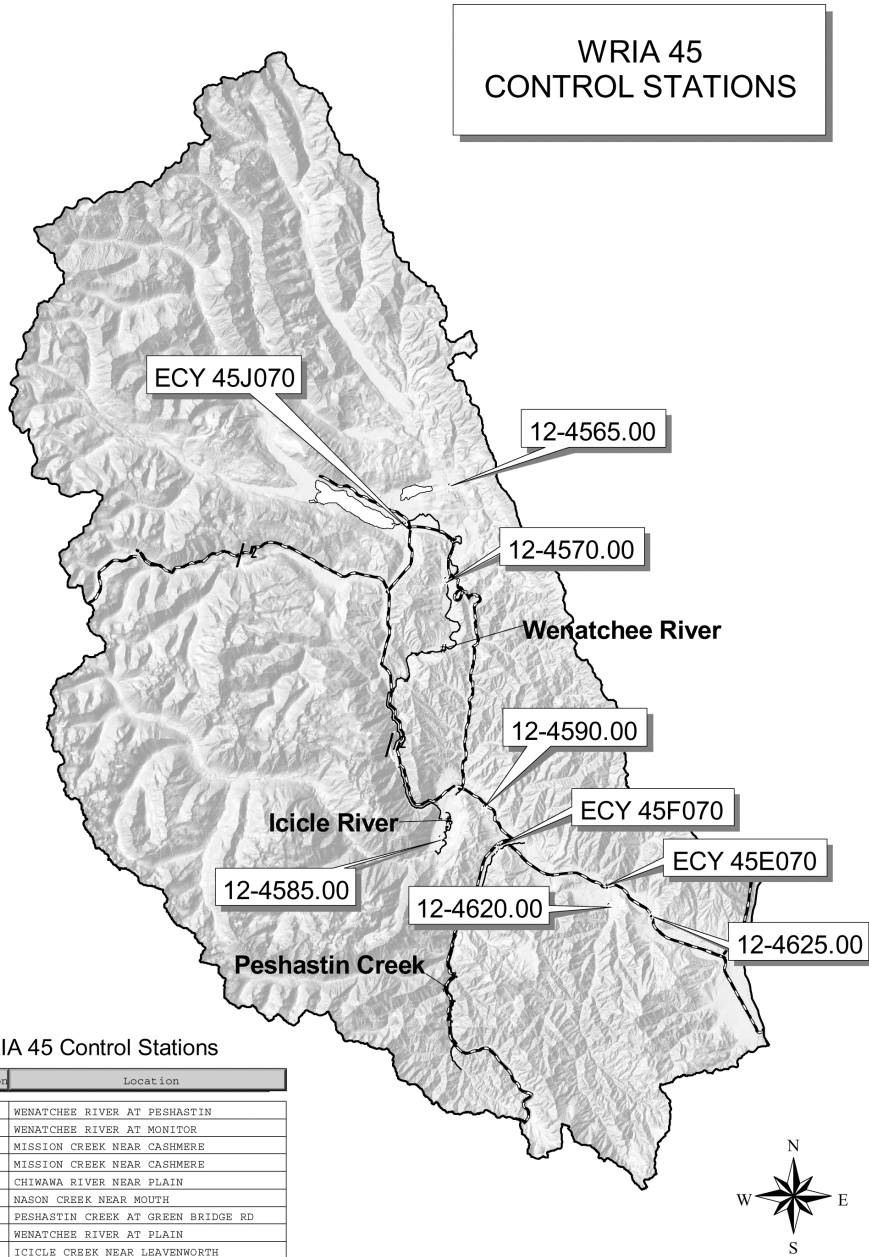 WRIA 45
CONTROL STATIONS
ECY 45J070
12-4565.00
12-4570.00
Wenatchee River
12-4590.00
ECY 45F070
Icicle River
ECY 45E070
12-4585.00
12-4620.00
12-4625.00
Peshastin Creek
IA 45 Control Stations
on Location
WENATCHEE RIVER AT PESHASTIN
WENATCHEE RIVER AT MONITOR
MISSION CREEK NEAR CASHMERE
MISSION CREEK NEAR CASHMERE
CHIWAWA RIVER NEAR PLAIN
NASON CREEK NEAR MOUTH
PESHASTIN CREEK AT GREEN BRIDGE RD
WENATCHEE RIVER AT PLAIN
ICICLE CREEK NEAR LEAVENWORTH
N
W E
S